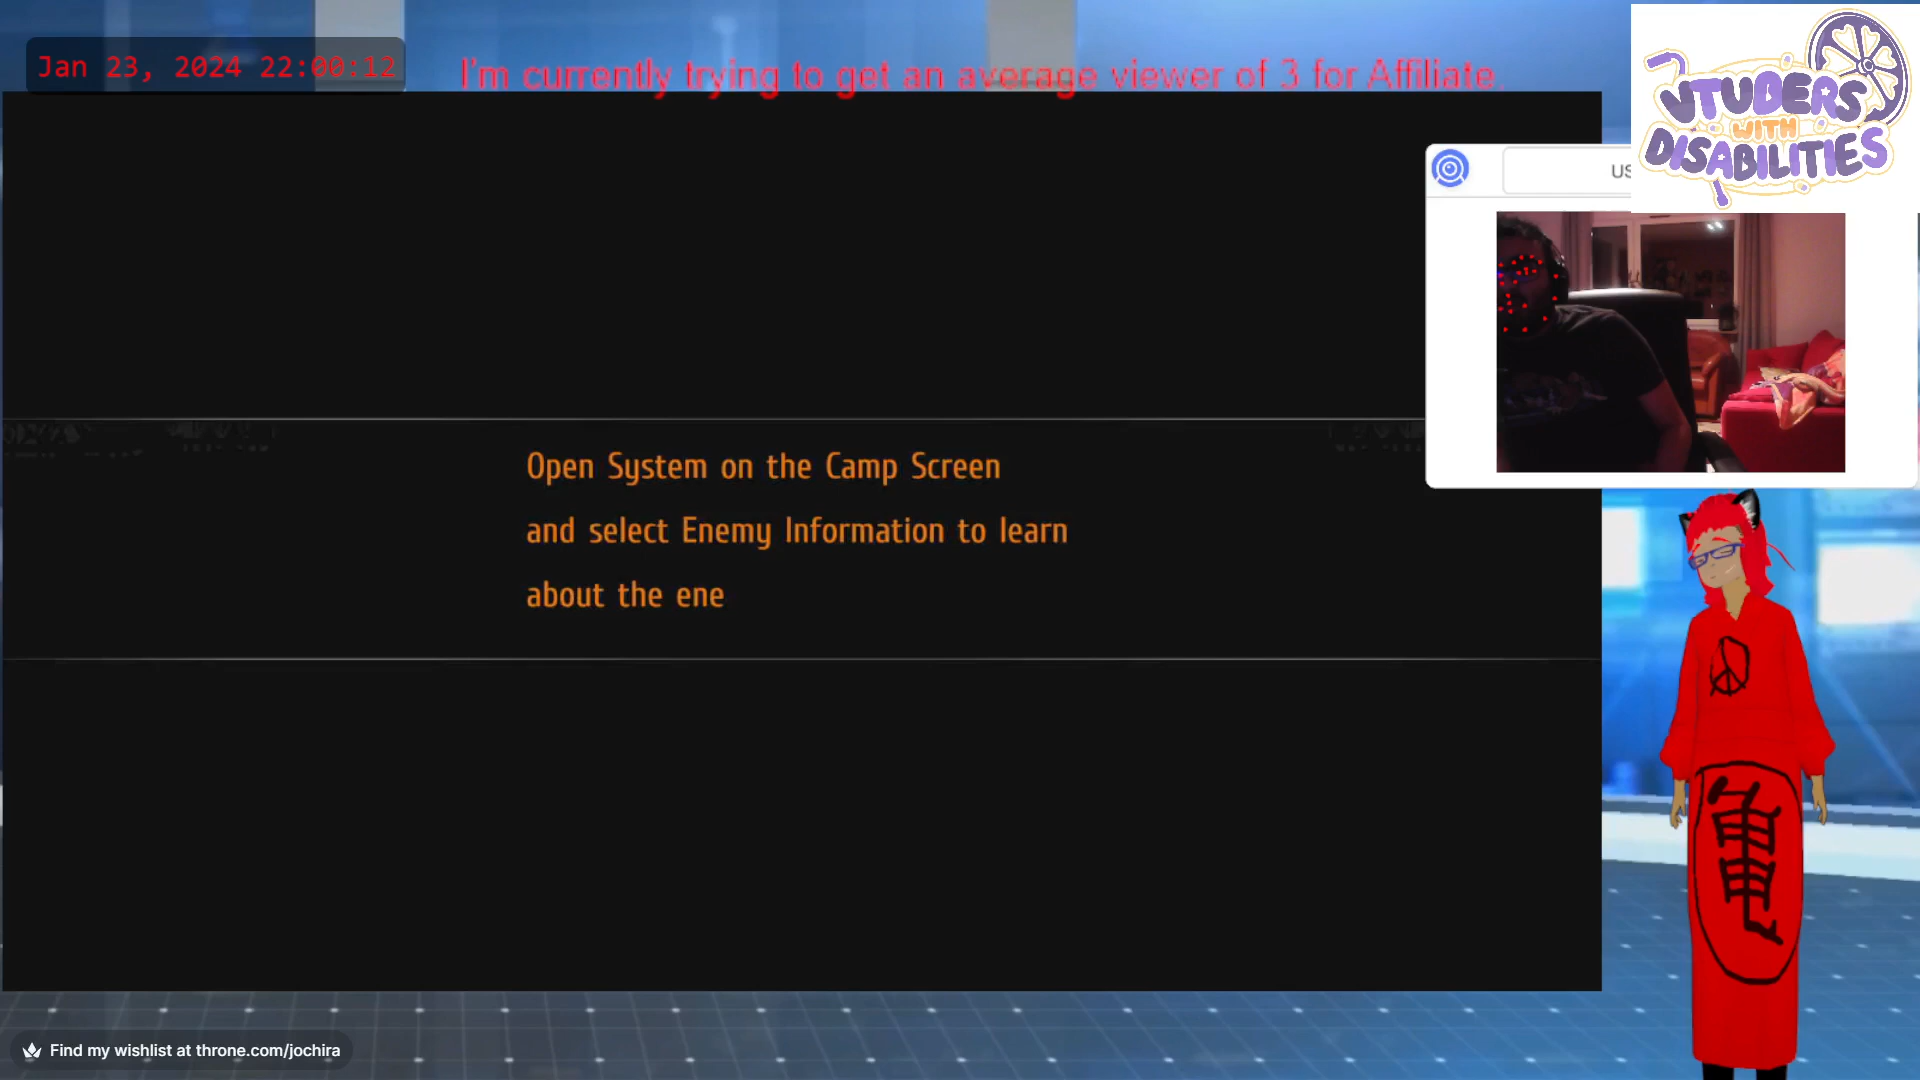 Jan 23, 2024 22:00:12
I'm currently trying to get an average viewer of 3 for Affiliate.
VTUBERS
WITH
DISABILITIES
US
Open System on the Camp Screen
and select Enemy Information to learn
about the ene
亀
Find my wishlist at throne.com/jochira